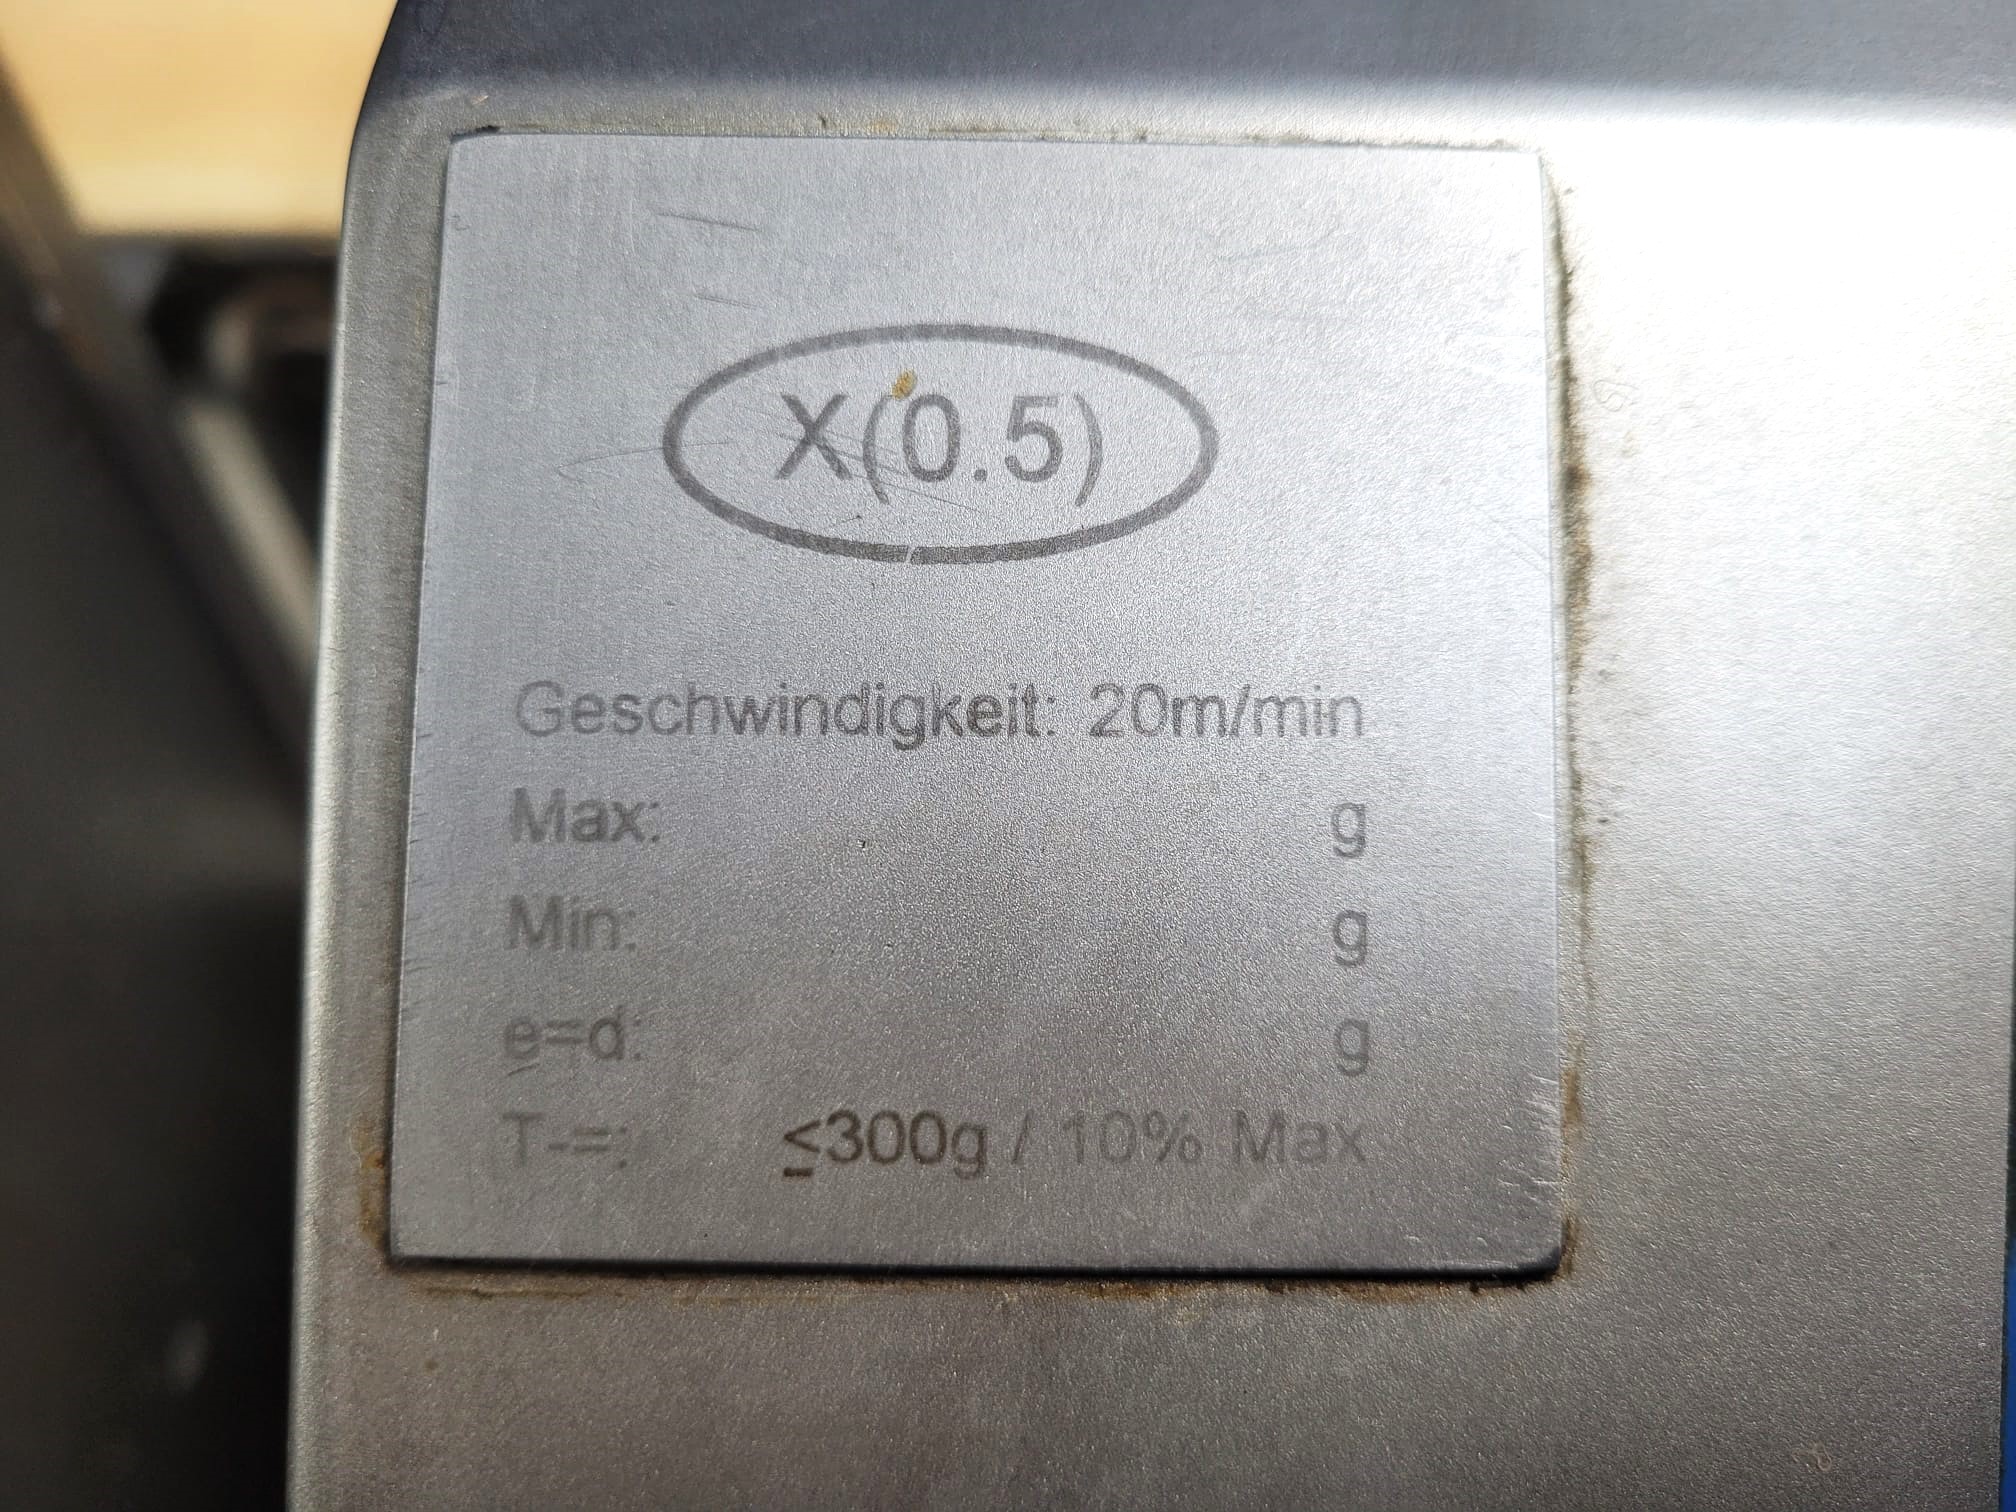 X(0.5)
Geschwindigkeit: 20m/min
Max: g
Min: g
e=d: g
T-=: ≤300g / 10% Max